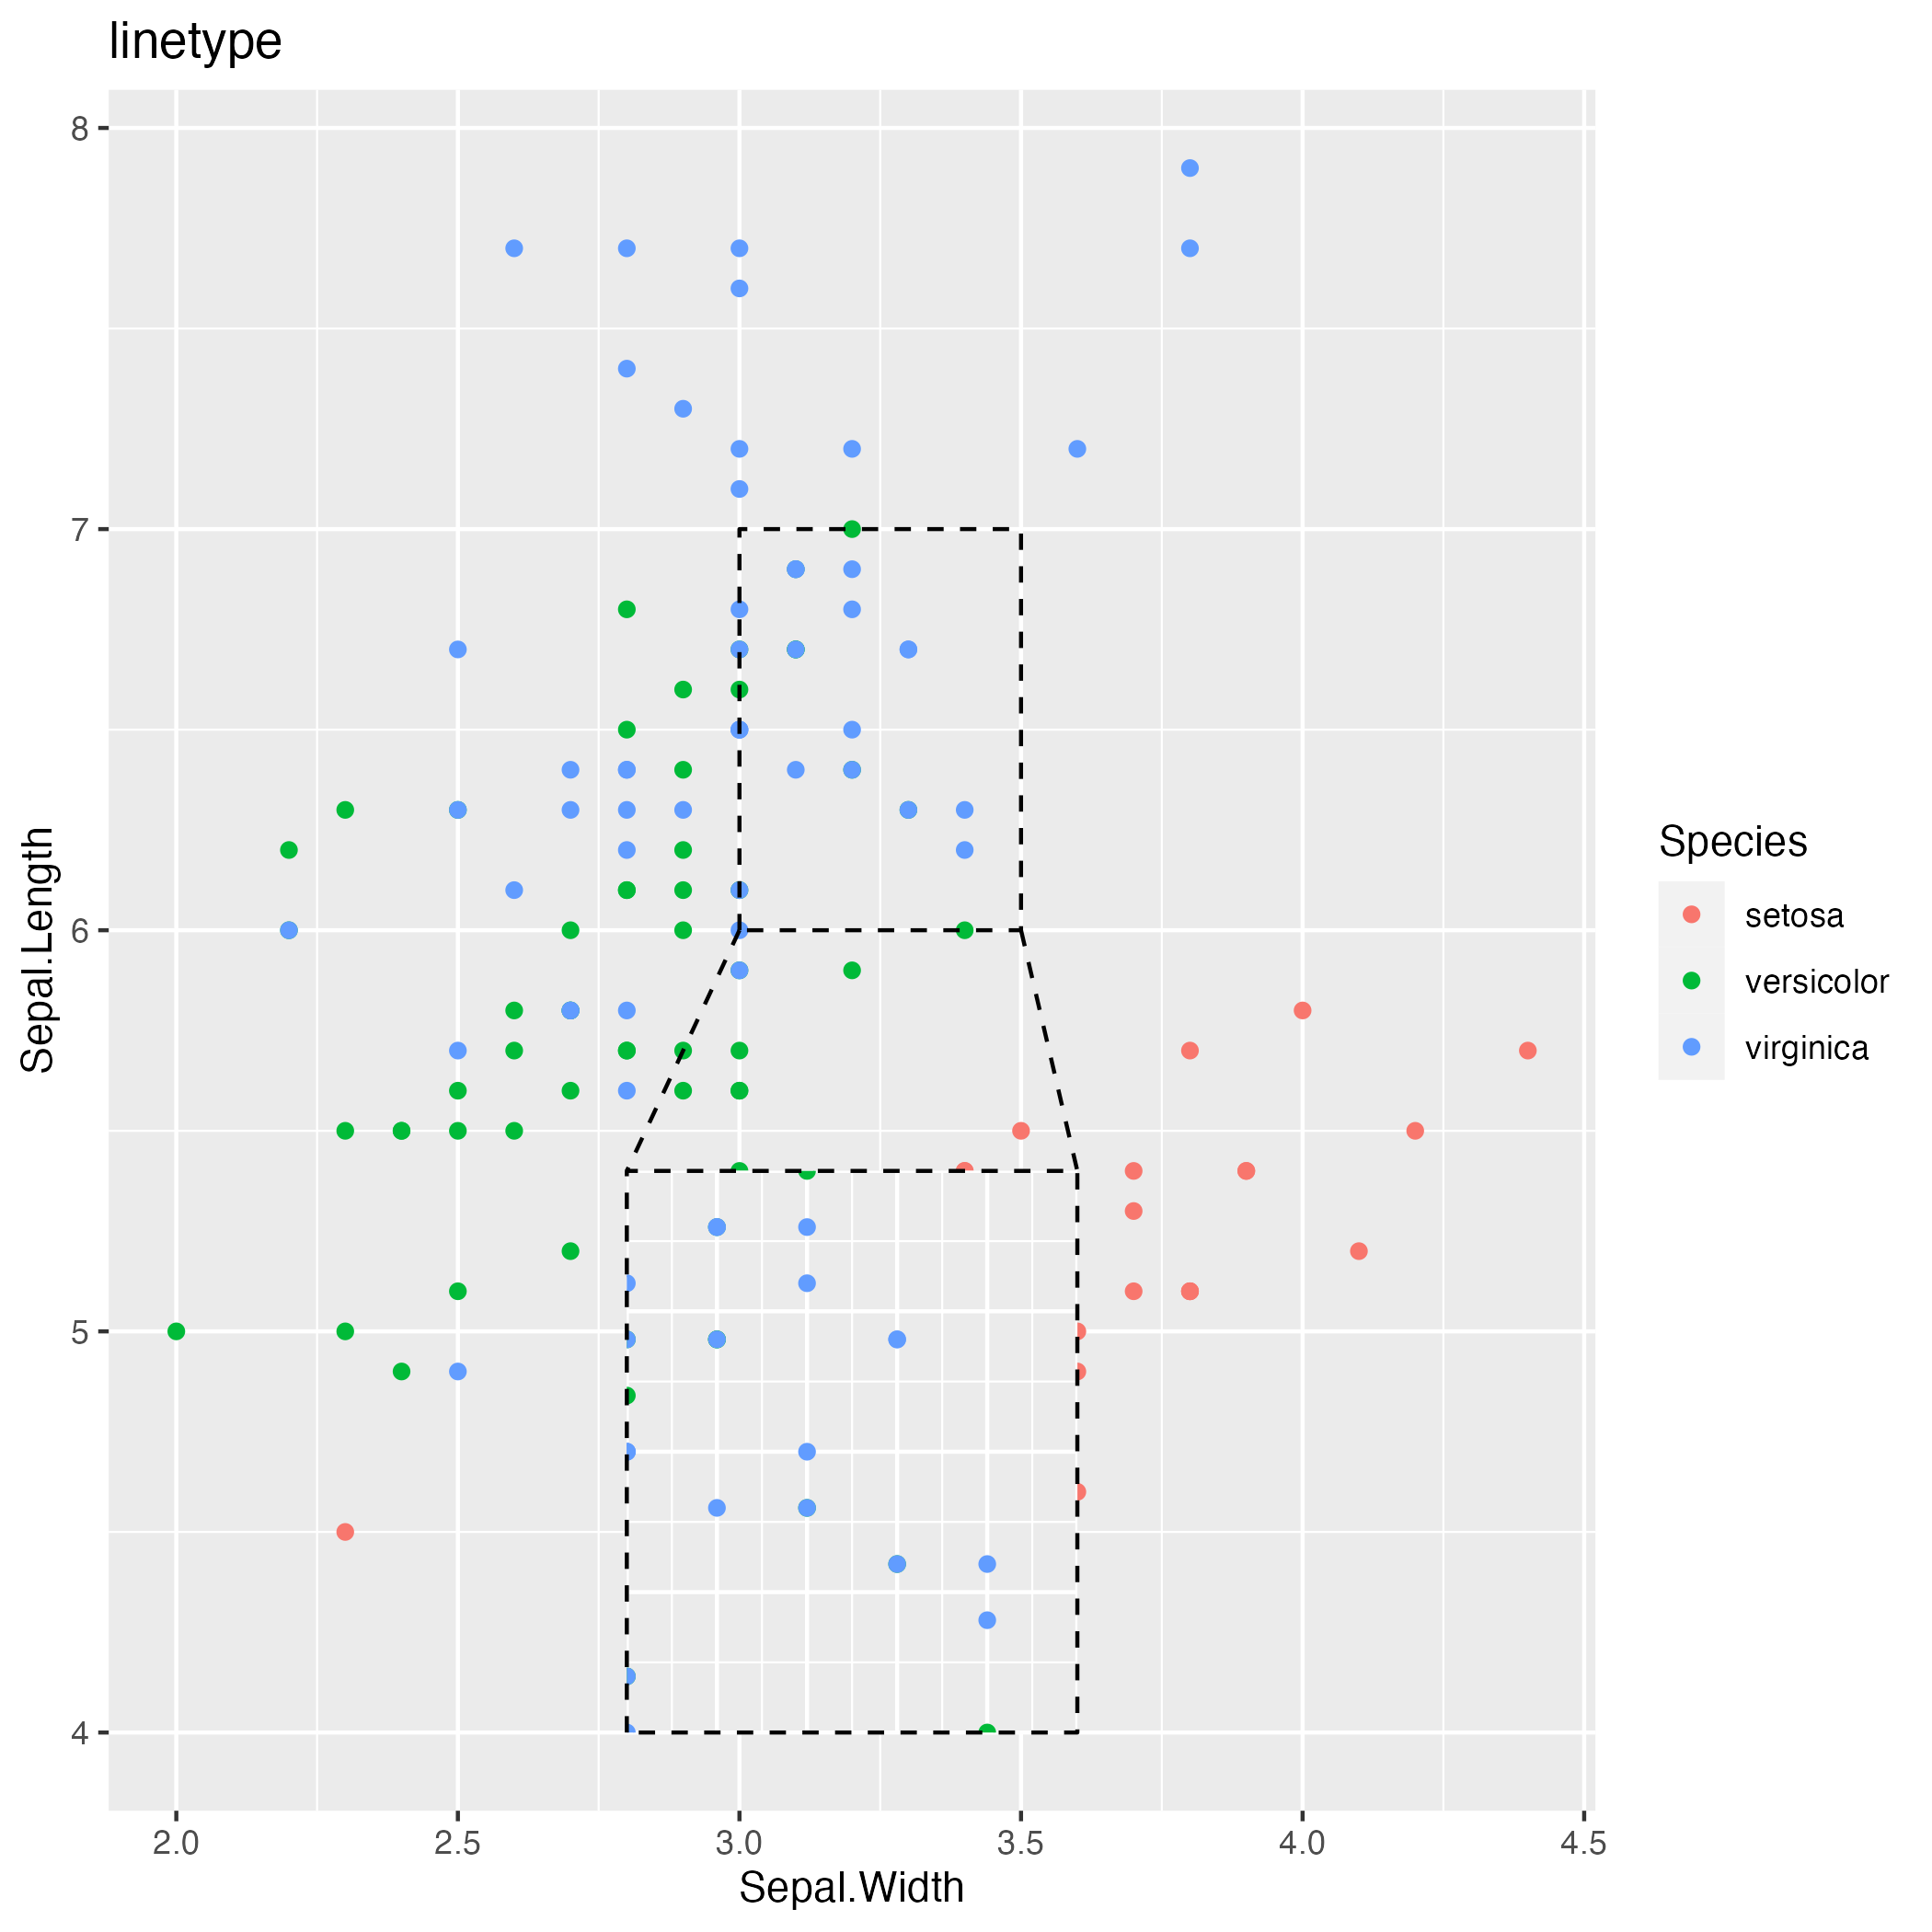 linetype
8
7
6
5
4
Sepal.Length
2.0 2.5 3.0 3.5 4.0 4.5
Sepal.Width
Species
setosa
versicolor
virginica